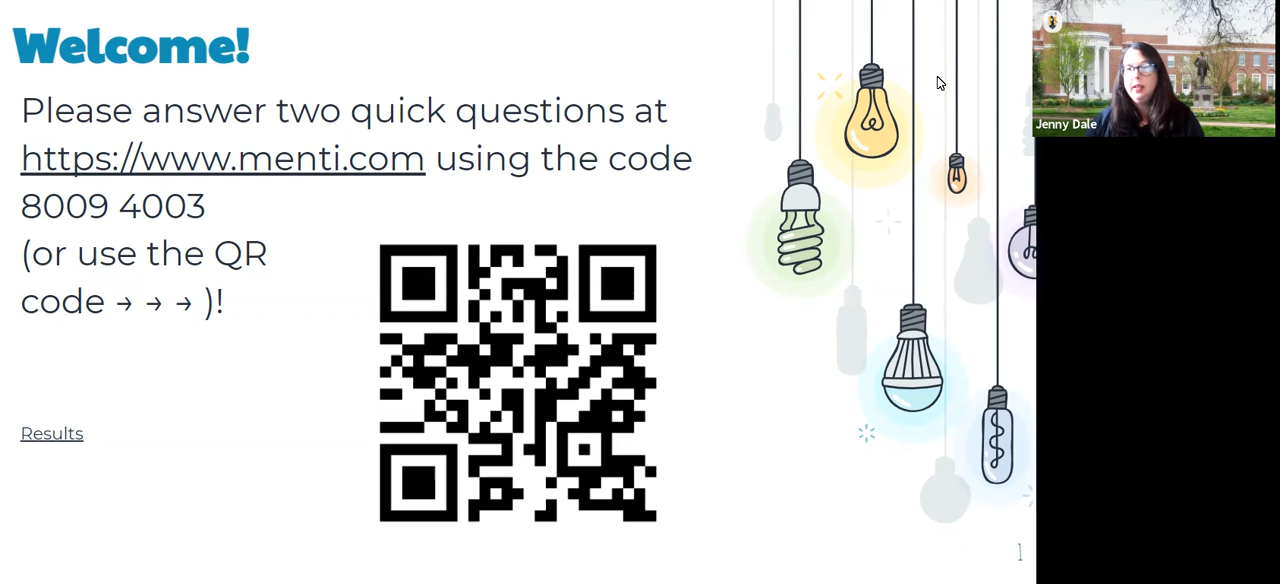 Welcome!
Please answer two quick questions at
https://www.menti.com using the code
8009 4003
(or use the QR
code → → → )!
Results
1
Jenny Dale